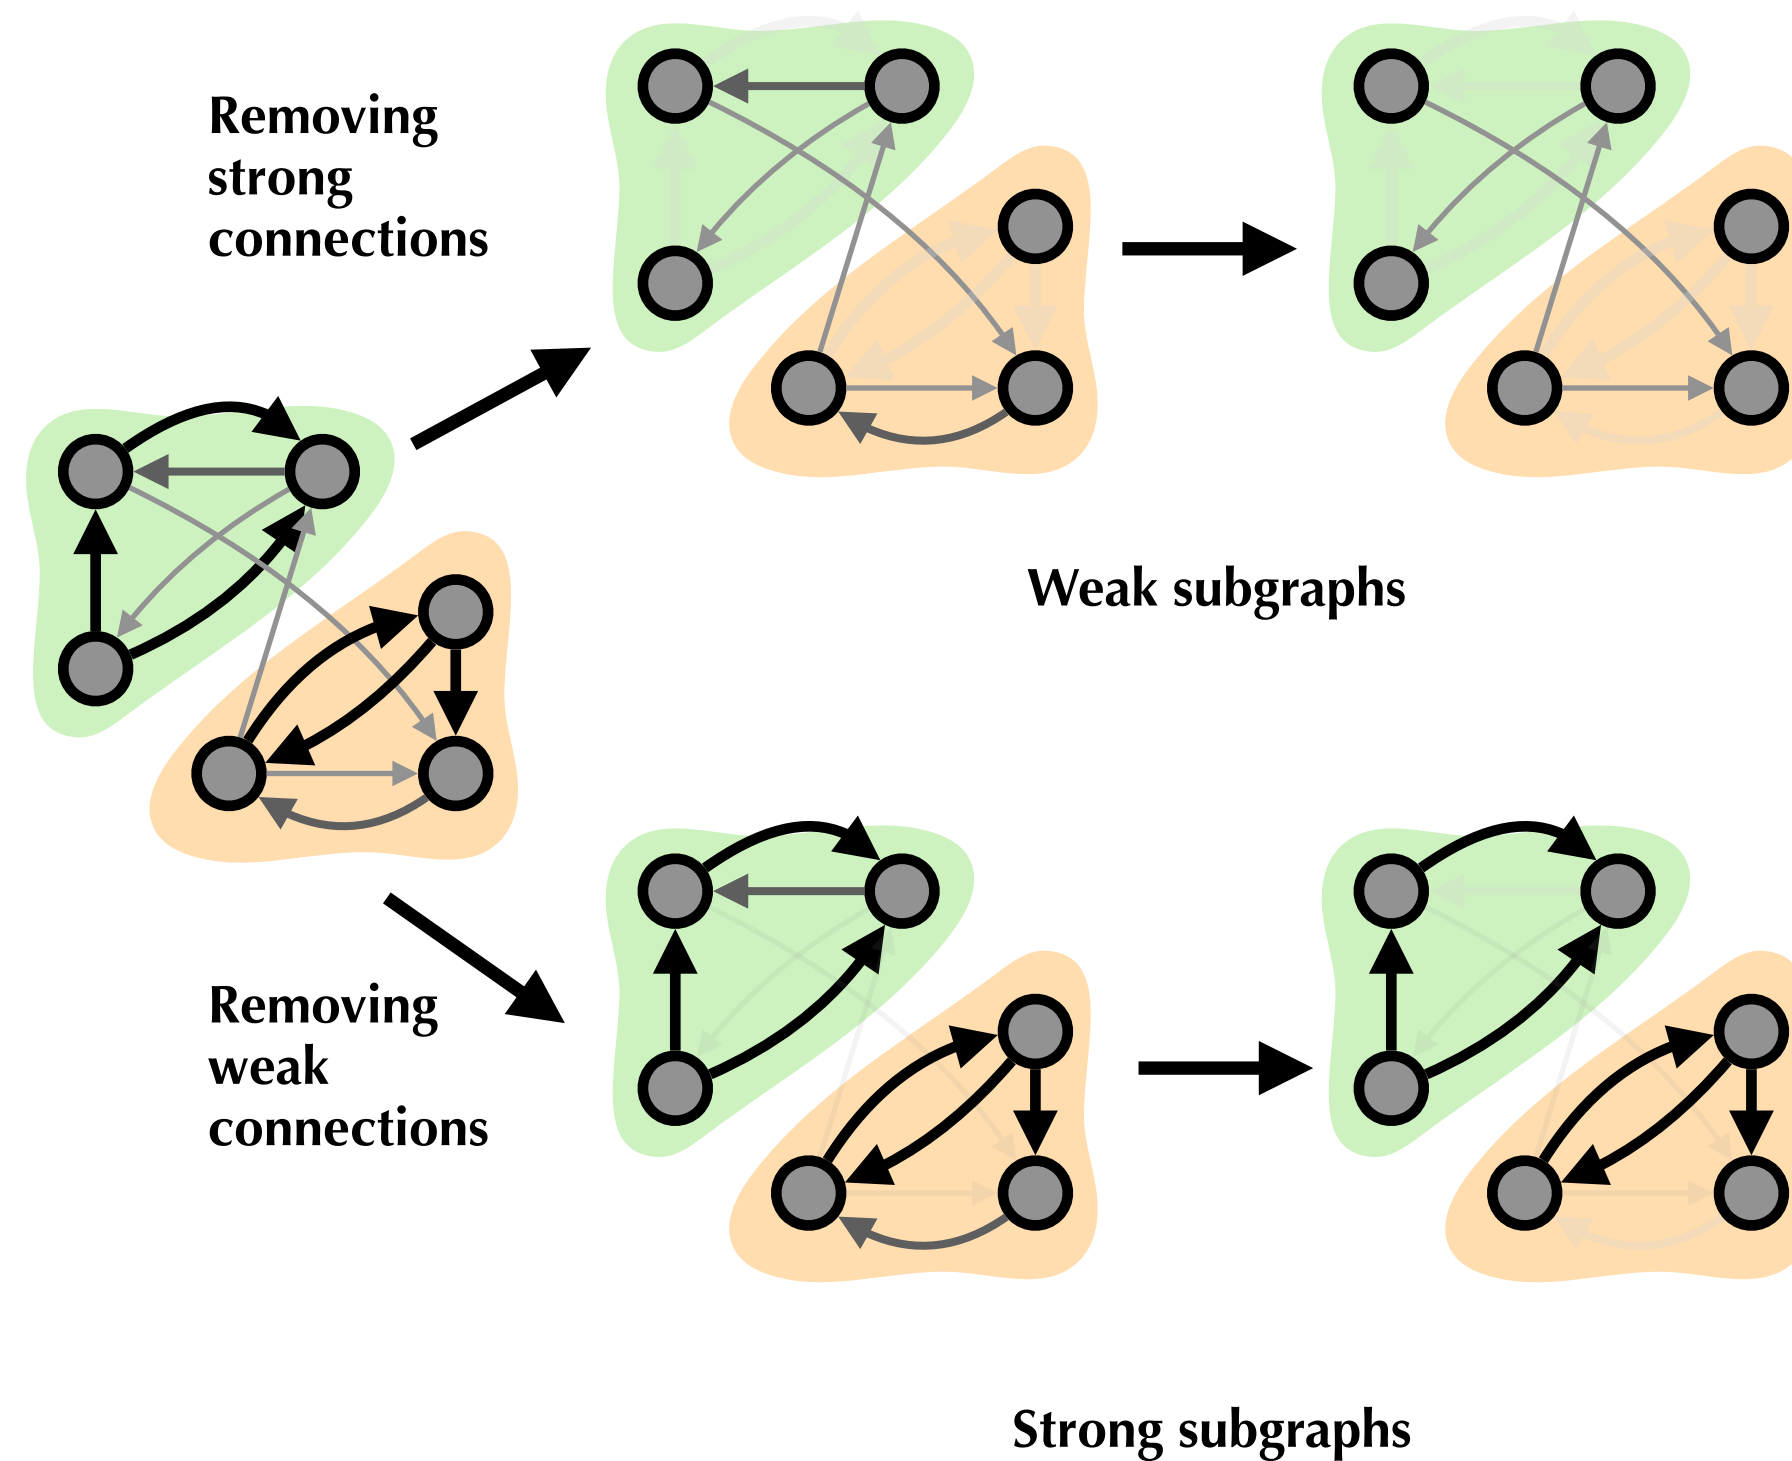 Removing
strong
connections
Weak subgraphs
Removing
weak
connections
Strong subgraphs